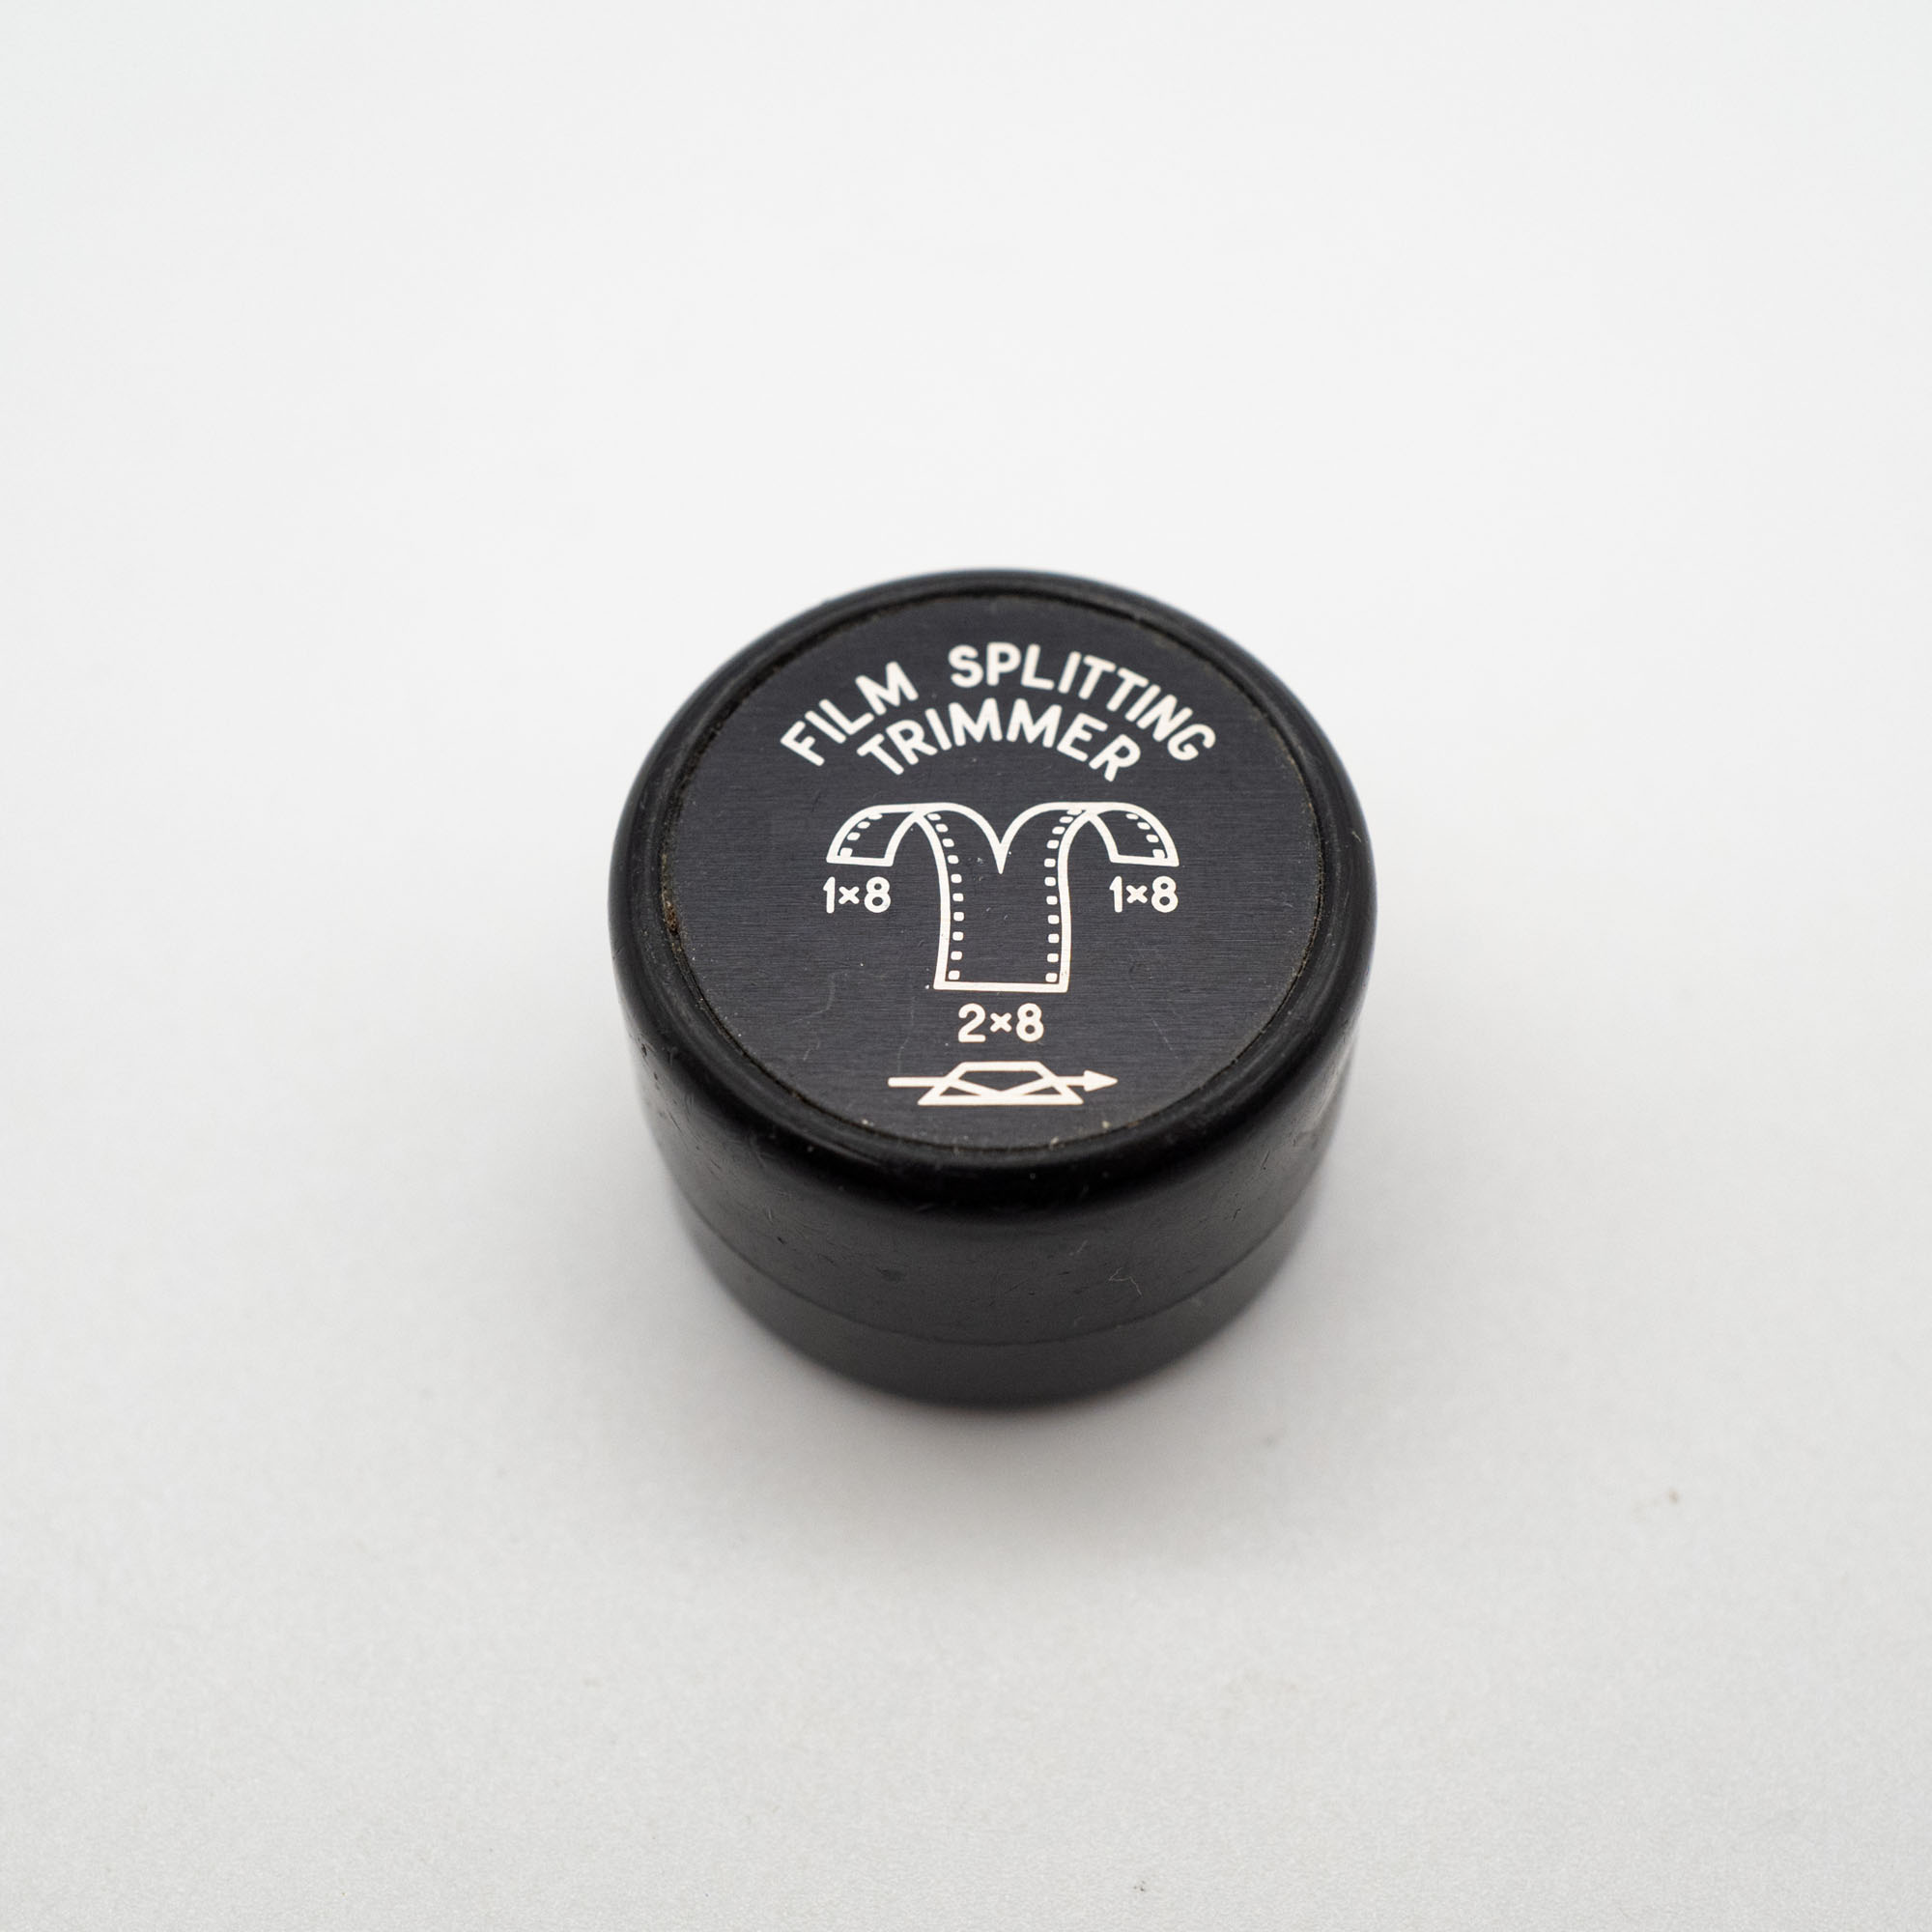 FILM SPLITTING
TRIMMER
1×8 1×8
2×8